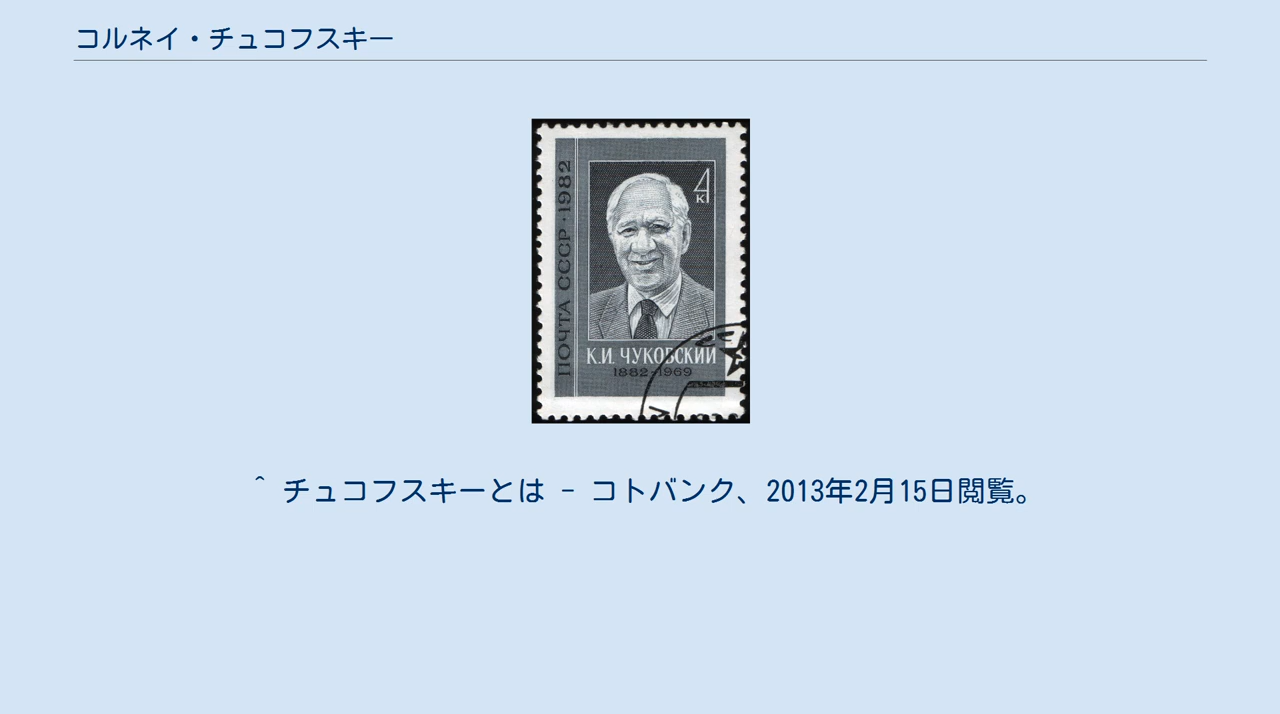 コルネイ・チュコフスキー
ПОЧТА СССР·1982
4
к
К.И. ЧУКОВСКИЙ
1882-1969
^ チュコフスキーとは - コトバンク、2013年2月15日閲覧。